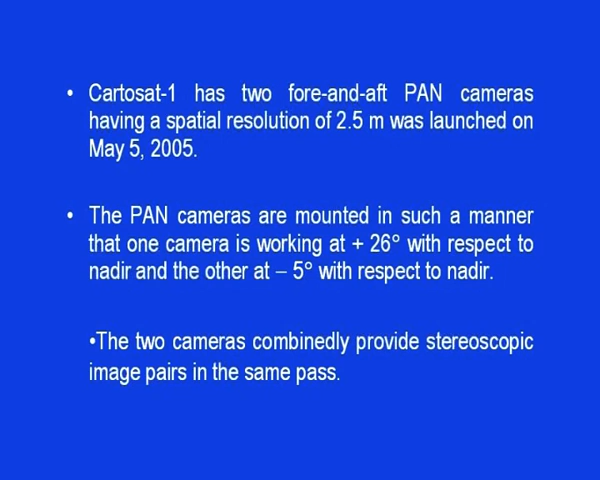 • Cartosat-1 has two fore-and-aft PAN cameras
having a spatial resolution of 2.5 m was launched on
May 5, 2005.
• The PAN cameras are mounted in such a manner
that one camera is working at + 26° with respect to
nadir and the other at – 5° with respect to nadir.
•The two cameras combinedly provide stereoscopic
image pairs in the same pass.